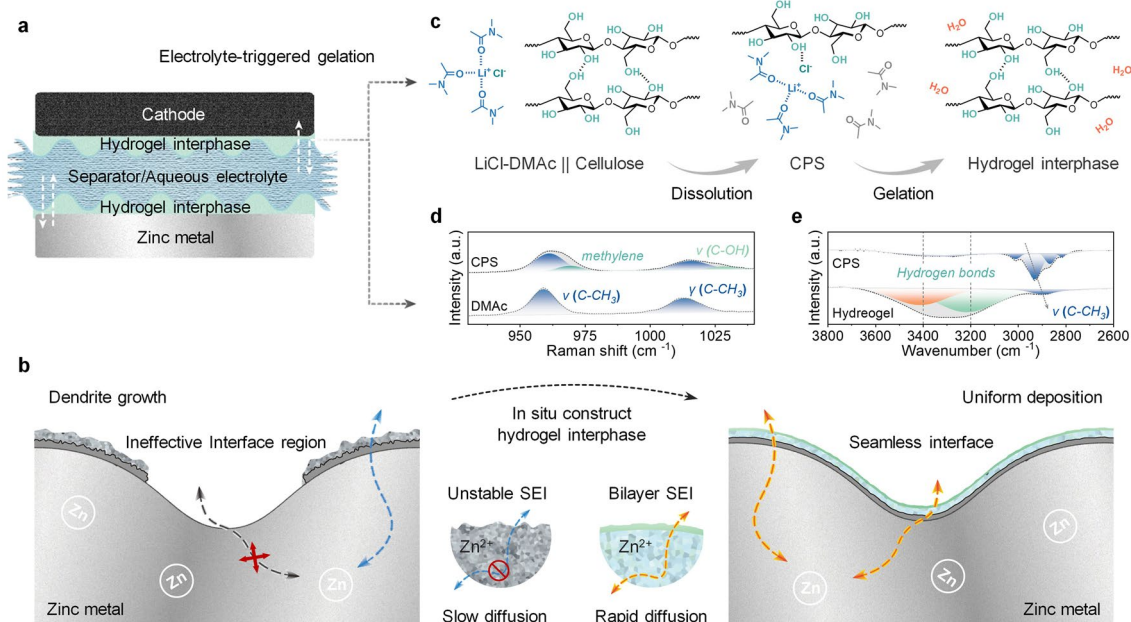 a
Electrolyte-triggered gelation
Cathode
Hydrogel interphase
Separator/Aqueous electrolyte
Hydrogel interphase
Zinc metal
c
LiCl-DMAc || Cellulose
Dissolution
CPS
Gelation
Hydrogel interphase
Li⁺
Cl⁻
Cl⁻
Li⁺
H₂O
H₂O
H₂O
H₂O
d
Intensity (a.u.)
CPS
methylene
ν (C-OH)
DMAc
ν (C-CH₃)
γ (C-CH₃)
950
975
1000
1025
Raman shift (cm⁻¹)
e
Intensity (a.u.)
CPS
Hydrogen bonds
Hydreogel
ν (C-CH₃)
3800
3400
3200
3000
2800
2600
Wavenumber (cm⁻¹)
b
Dendrite growth
Ineffective Interface region
Zn
Zn
Zn
Zinc metal
In situ construct
hydrogel interphase
Unstable SEI
Zn²⁺
Slow diffusion
Bilayer SEI
Zn²⁺
Rapid diffusion
Uniform deposition
Seamless interface
Zn
Zn
Zn
Zinc metal